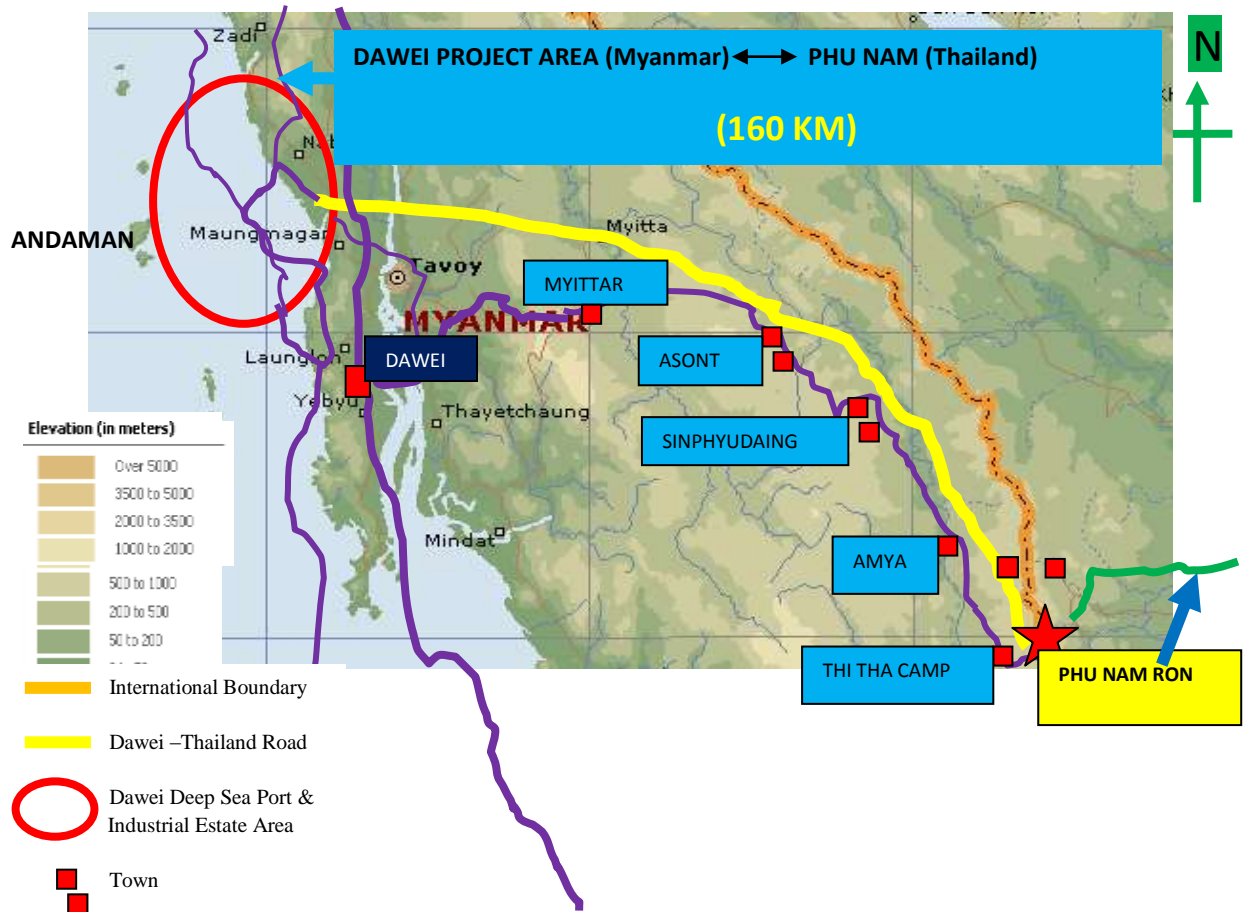 Zadi
N
DAWEI PROJECT AREA (Myanmar) PHU NAM (Thailand)
(160 KM)
ANDAMAN
Maungmagan
Myitta
Tavoy
MYITTAR
MYANMAR
Launglon
DAWEI
ASONT
Yebyu
Thayetchaung
SINPHYUDAING
Elevation (in meters)
Over 5000
3500 to 5000
2000 to 3500
1000 to 2000
500 to 1000
200 to 500
50 to 200
Mindat
AMYA
THI THA CAMP
PHU NAM RON
International Boundary
Dawei –Thailand Road
Dawei Deep Sea Port &
Industrial Estate Area
Town